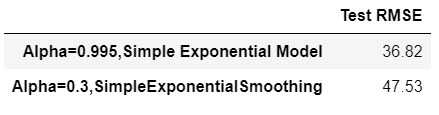 Test RMSE
Alpha=0.995,Simple Exponential Model 36.82
Alpha=0.3,SimpleExponentialSmoothing 47.53